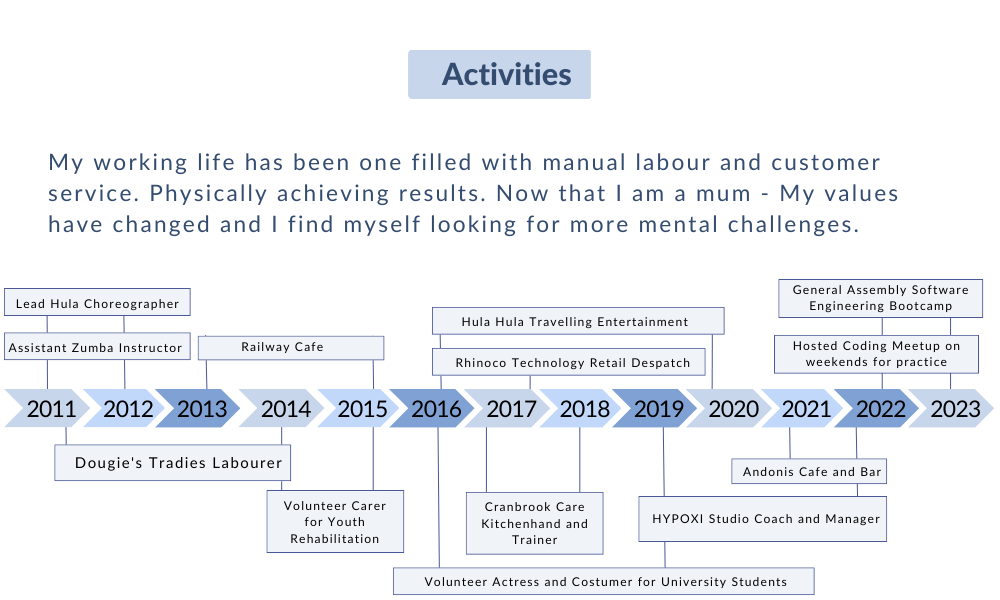 Activities
My working life has been one filled with manual labour and customer
service. Physically achieving results. Now that I am a mum - My values
have changed and I find myself looking for more mental challenges.
Lead Hula Choreographer
Assistant Zumba Instructor
Railway Cafe
Hula Hula Travelling Entertainment
Rhinoco Technology Retail Despatch
General Assembly Software
Engineering Bootcamp
Hosted Coding Meetup on
weekends for practice
2011 2012 2013 2014 2015 2016 2017 2018 2019 2020 2021 2022 2023
Dougie's Tradies Labourer
Volunteer Carer
for Youth
Rehabilitation
Cranbrook Care
Kitchenhand and
Trainer
Andonis Cafe and Bar
HYPOXI Studio Coach and Manager
Volunteer Actress and Costumer for University Students